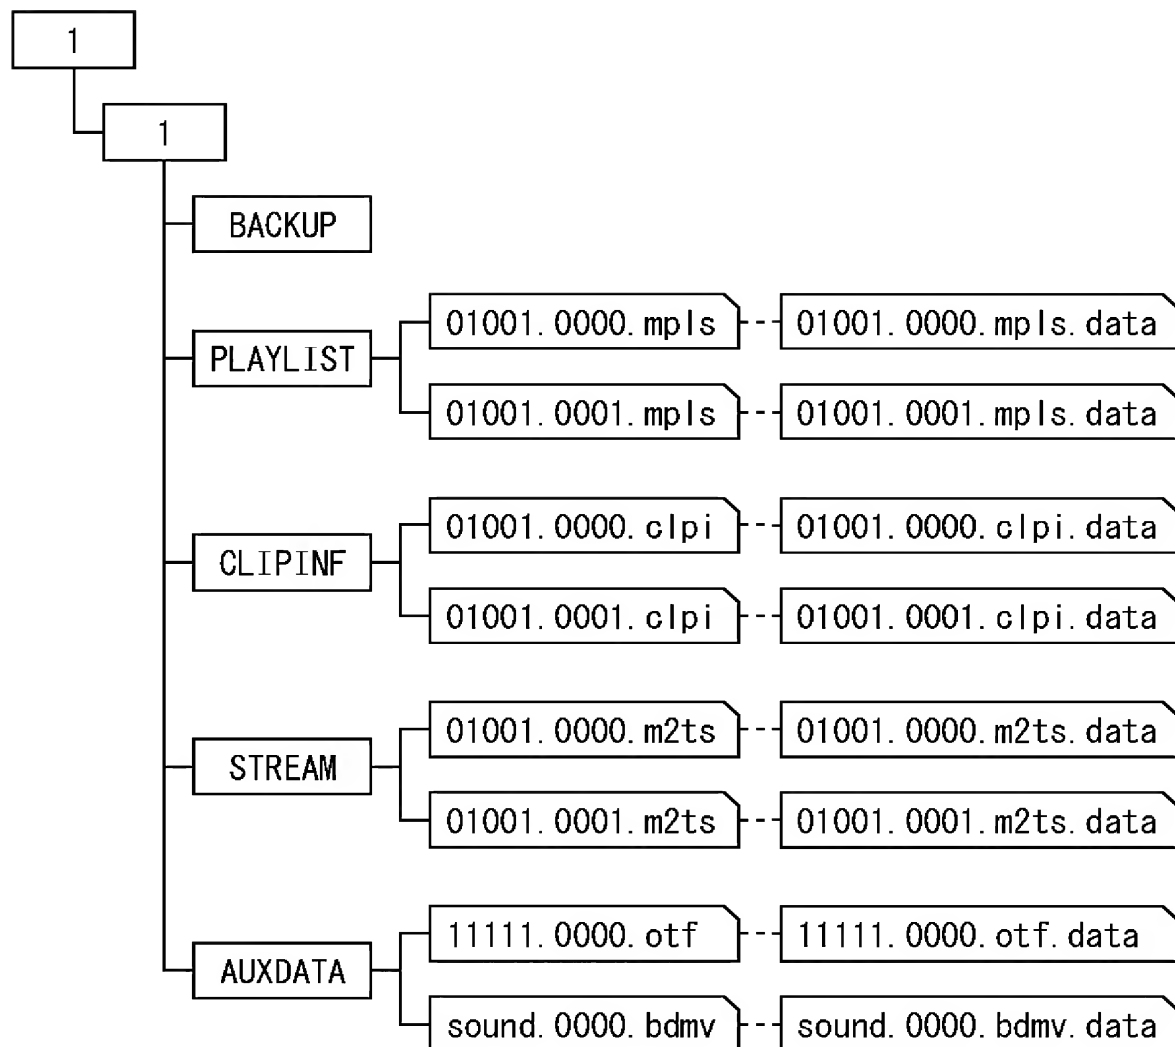 1
1
BACKUP
PLAYLIST
01001.0000.mpls
01001.0000.mpls.data
01001.0001.mpls
01001.0001.mpls.data
CLIPINF
01001.0000.clpi
01001.0000.clpi.data
01001.0001.clpi
01001.0001.clpi.data
STREAM
01001.0000.m2ts
01001.0000.m2ts.data
01001.0001.m2ts
01001.0001.m2ts.data
AUXDATA
11111.0000.otf
11111.0000.otf.data
sound.0000.bdmv
sound.0000.bdmv.data